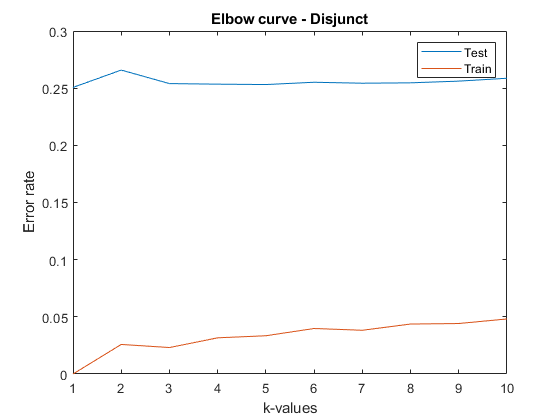 Elbow curve - Disjunct
Test
Train
0.3
0.25
0.2
0.15
0.1
0.05
0
Error rate
1 2 3 4 5 6 7 8 9 10
k-values